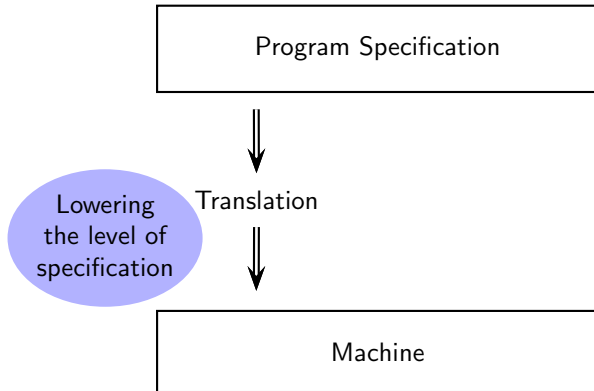 Program Specification
Translation
Lowering
the level of
specification
Machine